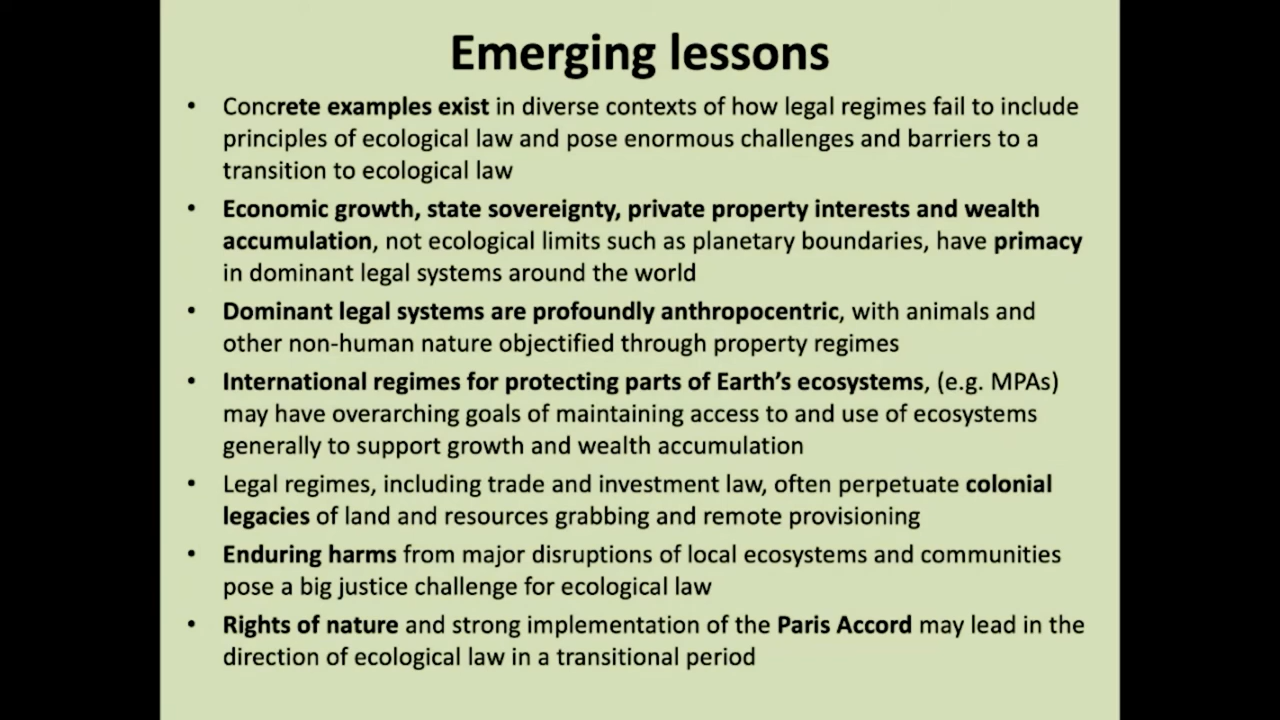 Emerging lessons
• Concrete examples exist in diverse contexts of how legal regimes fail to include
principles of ecological law and pose enormous challenges and barriers to a
transition to ecological law
• Economic growth, state sovereignty, private property interests and wealth
accumulation, not ecological limits such as planetary boundaries, have primacy
in dominant legal systems around the world
• Dominant legal systems are profoundly anthropocentric, with animals and
other non-human nature objectified through property regimes
• International regimes for protecting parts of Earth’s ecosystems, (e.g. MPAs)
may have overarching goals of maintaining access to and use of ecosystems
generally to support growth and wealth accumulation
• Legal regimes, including trade and investment law, often perpetuate colonial
legacies of land and resources grabbing and remote provisioning
• Enduring harms from major disruptions of local ecosystems and communities
pose a big justice challenge for ecological law
• Rights of nature and strong implementation of the Paris Accord may lead in the
direction of ecological law in a transitional period